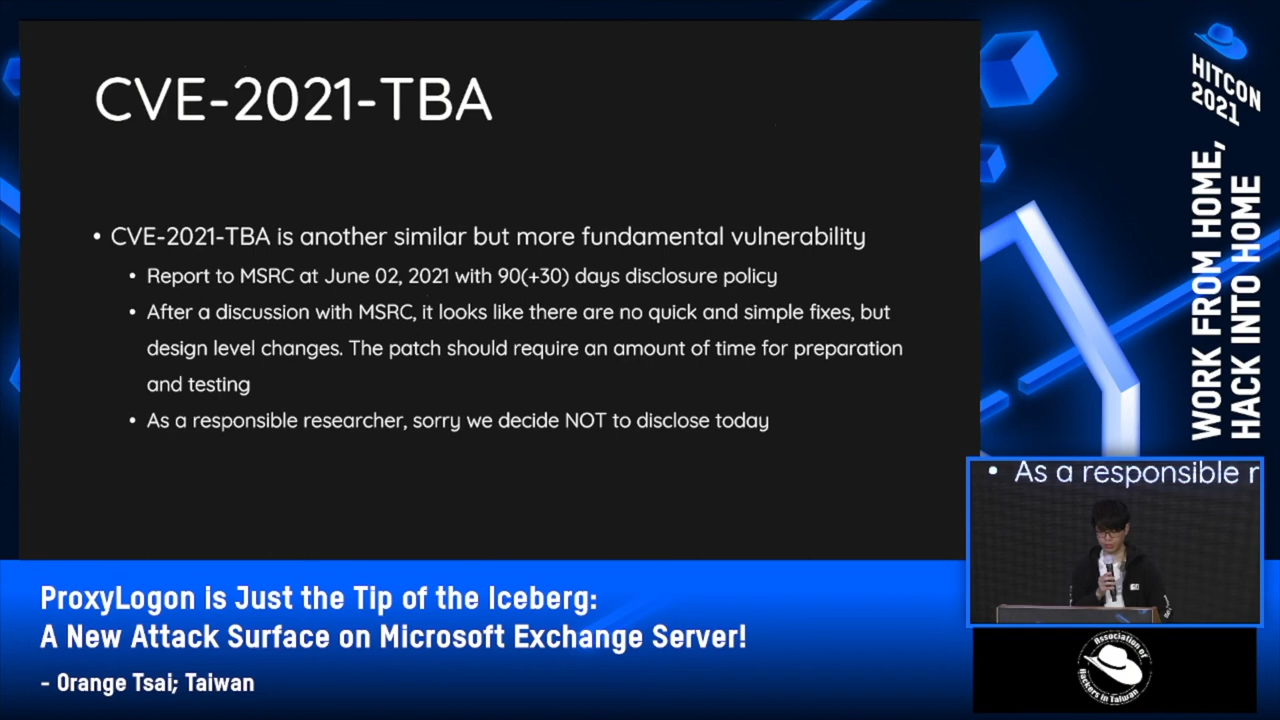 CVE-2021-TBA
• CVE-2021-TBA is another similar but more fundamental vulnerability
• Report to MSRC at June 02, 2021 with 90(+30) days disclosure policy
• After a discussion with MSRC, it looks like there are no quick and simple fixes, but
design level changes. The patch should require an amount of time for preparation
and testing
• As a responsible researcher, sorry we decide NOT to disclose today
HITCON
2021
WORK FROM HOME,
HACK INTO HOME
• As a responsible r
ProxyLogon is Just the Tip of the Iceberg:
A New Attack Surface on Microsoft Exchange Server!
- Orange Tsai; Taiwan
Association of
Hackers in Taiwan